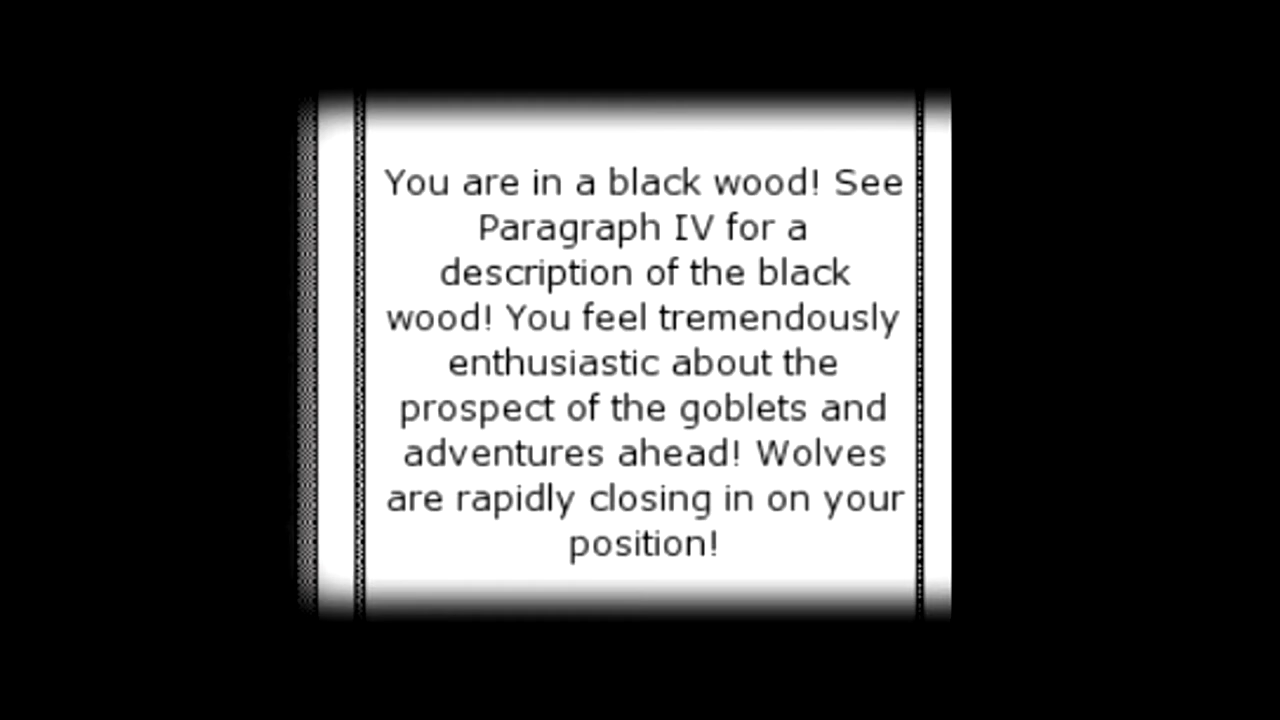 You are in a black wood! See
Paragraph IV for a
description of the black
wood! You feel tremendously
enthusiastic about the
prospect of the goblets and
adventures ahead! Wolves
are rapidly closing in on your
position!